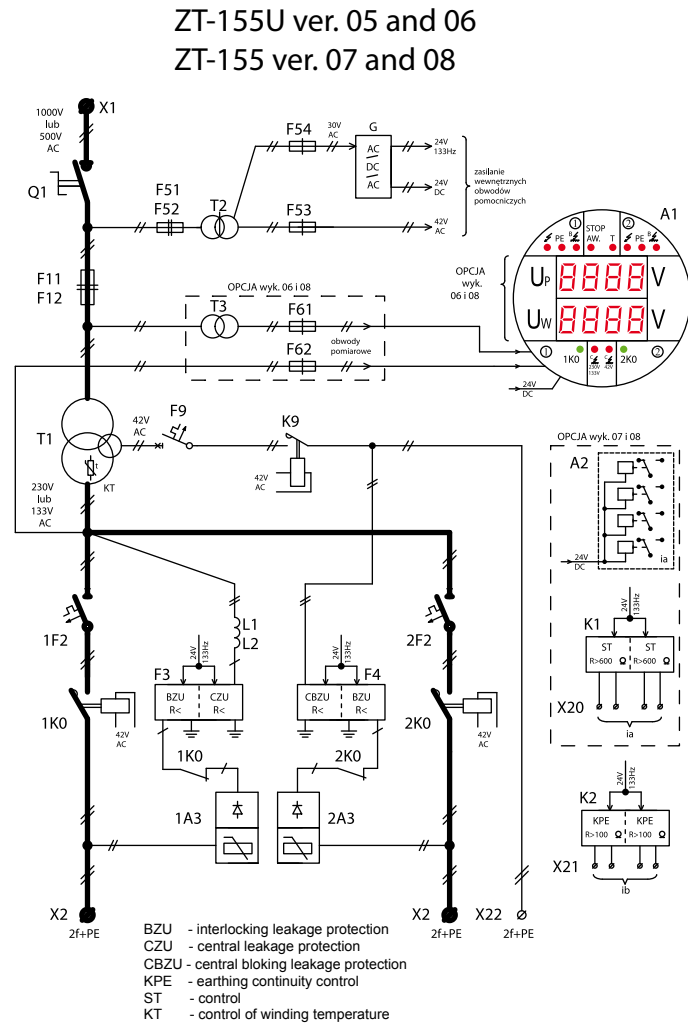 ZT-155U ver. 05 and 06
ZT-155 ver. 07 and 08
1000V
lub
500V
AC
X1
Q1
F51
F52
T2
F54
30V
AC
G
AC
DC
AC
24V
133Hz
24V
DC
F53
42V
AC
zasilanie
wewnętrznych
obwodów
pomocniczych
A1
1
2
PE
B
STOP
AW.
T
PE
B
OPCJA
wyk.
06 i 08
UP 8888 V
UW 8888 V
1
1K0
C
230V
133V
C
42V
2K0
2
24V
DC
F11
F12
OPCJA wyk. 06 i 08
T3
F61
F62
obwody
pomiarowe
T1
t
KT
42V
AC
F9
K9
42V
AC
230V
lub
133V
AC
OPCJA wyk. 07 i 08
A2
24V
DC
ia
1F2
L1
L2
2F2
24V
133Hz
24V
133Hz
F3
F4
BZU
R<
CZU
R<
CBZU
R<
BZU
R<
1K0
42V
AC
2K0
42V
AC
1K0
2K0
1A3
2A3
24V
133Hz
K1
ST
R>600 Ω
ST
R>600 Ω
X20
ia
24V
133Hz
K2
KPE
R>100 Ω
KPE
R>100 Ω
X21
ib
X2
2f+PE
X2
2f+PE
X22
2f+PE
BZU - interlocking leakage protection
CZU - central leakage protection
CBZU - central bloking leakage protection
KPE - earthing continuity control
ST - control
KT - control of winding temperature